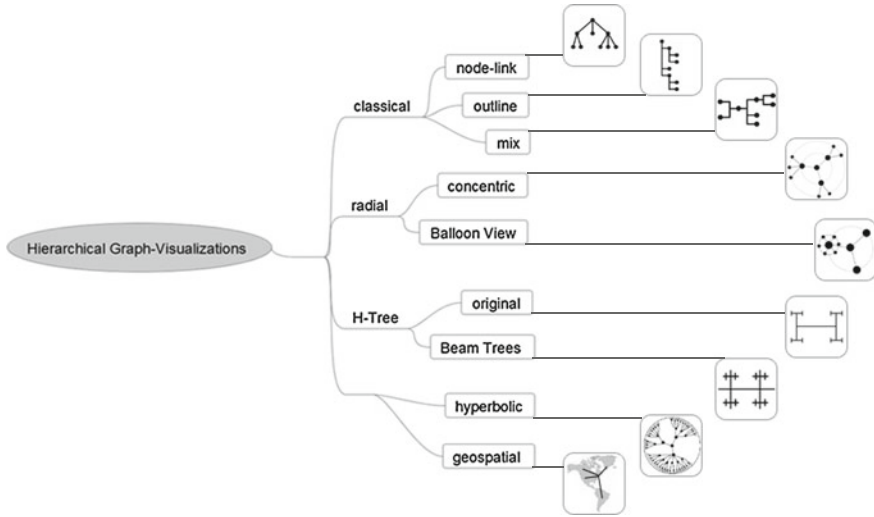 Hierarchical Graph-Visualizations
classical
node-link
outline
mix
radial
concentric
Balloon View
H-Tree
original
Beam Trees
hyperbolic
geospatial